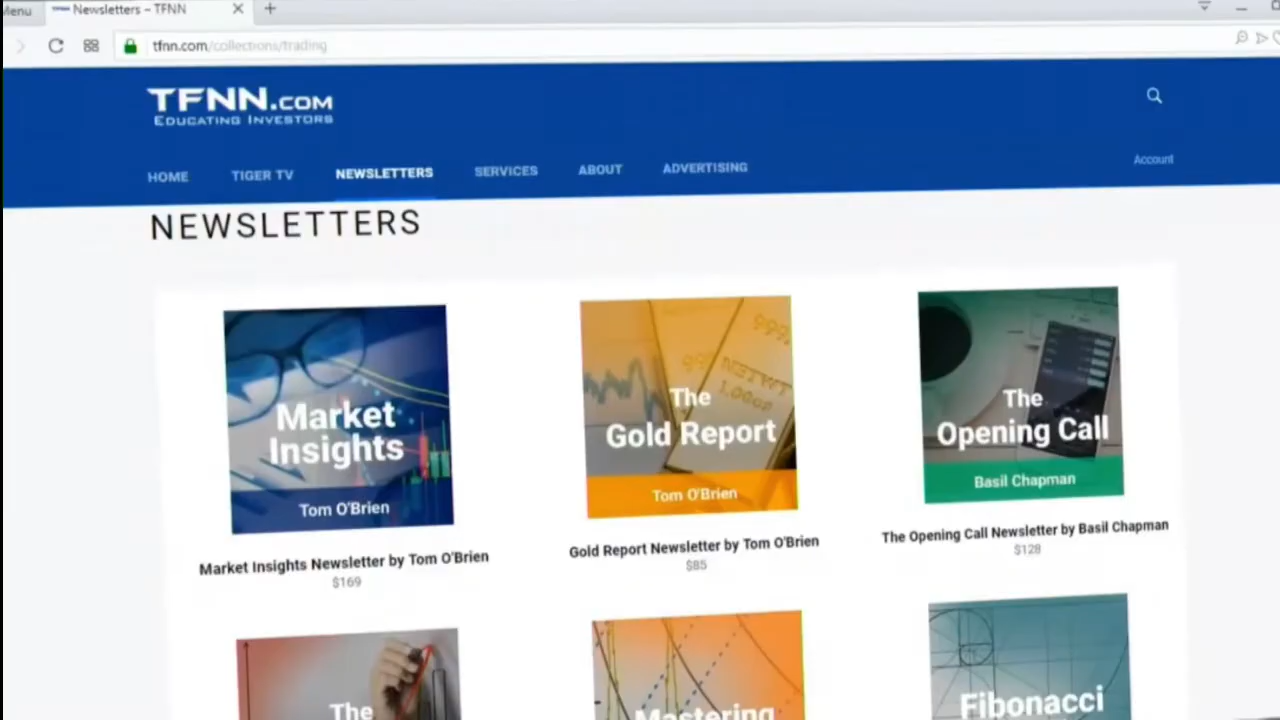 Menu
Newsletters – TFNN
tfnn.com/collections/trading
TFNN.COM
EDUCATING INVESTORS
HOME TIGER TV NEWSLETTERS SERVICES ABOUT ADVERTISING
Account
NEWSLETTERS
Market
Insights
Tom O'Brien
Market Insights Newsletter by Tom O'Brien
$169
The
Gold Report
Tom O'Brien
Gold Report Newsletter by Tom O'Brien
$85
The
Opening Call
Basil Chapman
The Opening Call Newsletter by Basil Chapman
$128
The
Mastering
Fibonacci